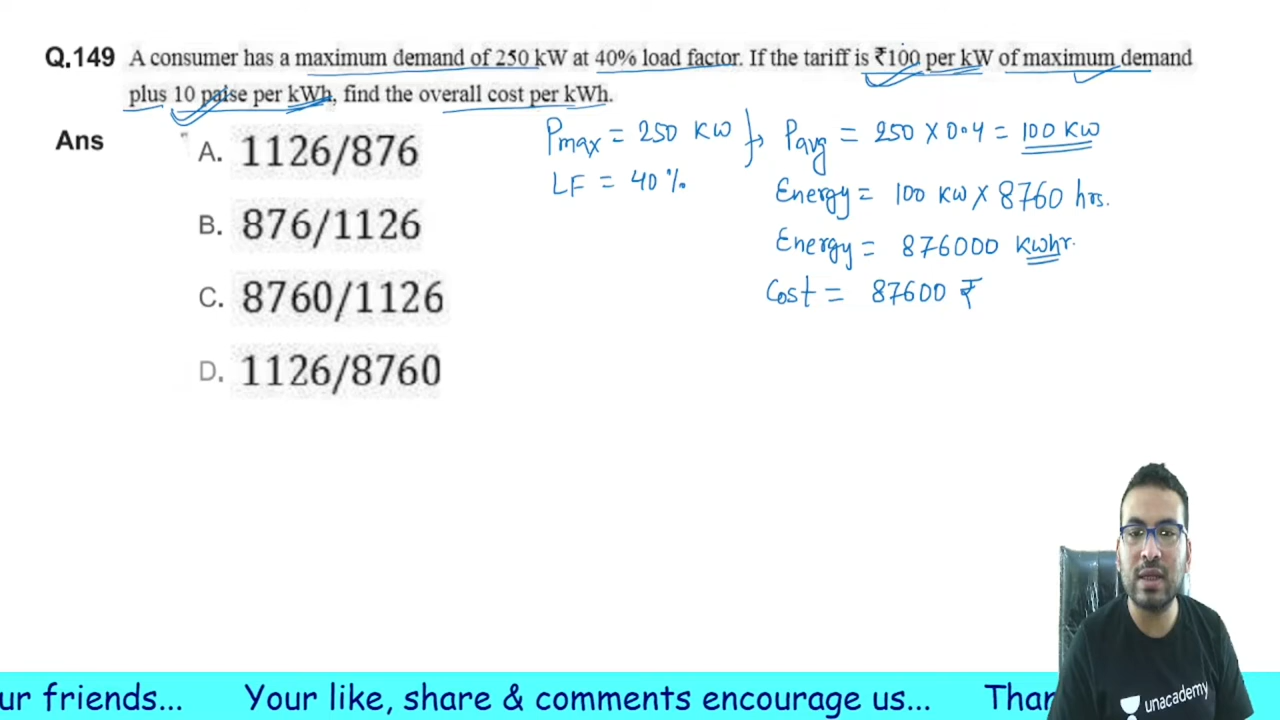 Q.149 A consumer has a maximum demand of 250 kW at 40% load factor. If the tariff is ₹100 per kW of maximum demand
plus 10 paise per kWh, find the overall cost per kWh.
Ans
A. 1126/876
B. 876/1126
C. 8760/1126
D. 1126/8760
Pmax = 250 KW
LF = 40 %
Pavg = 250 × 0.4 = 100 KW
Energy = 100 KW × 8760 hrs.
Energy = 876000 kwhr.
Cost = 87600 ₹
ur friends... Your like, share & comments encourage us... Than
unacademy